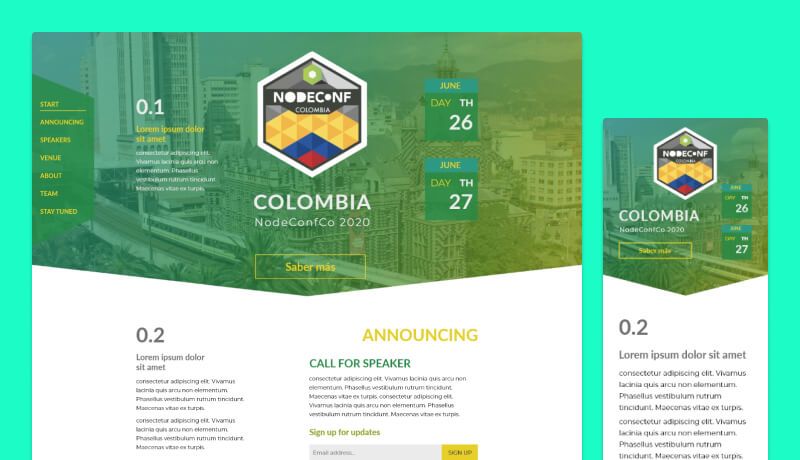 START
ANNOUNCING
SPEAKERS
VENUE
ABOUT
TEAM
STAY TUNED
0.1
Lorem ipsum dolor
sit amet
consectetur adipiscing elit.
Vivamus lacinia quis arcu non
elementum. Phasellus
vestibulum rutrum tincidunt.
Maecenas vitae ex turpis.
NODECONF
COLOMBIA
COLOMBIA
NodeConfCo 2020
Saber más
JUNE
DAY TH
26
JUNE
DAY TH
27
0.2
Lorem ipsum dolor
sit amet
consectetur adipiscing elit. Vivamus
lacinia quis arcu non elementum.
Phasellus vestibulum rutrum tincidunt.
Maecenas vitae ex turpis.
consectetur adipiscing elit. Vivamus
lacinia quis arcu non elementum.
Phasellus vestibulum rutrum tincidunt.
Maecenas vitae ex turpis.
ANNOUNCING
CALL FOR SPEAKER
consectetur adipiscing elit. Vivamus lacinia quis arcu non
elementum. Phasellus vestibulum rutrum tincidunt.
Maecenas vitae ex turpis. consectetur adipiscing elit.
Vivamus lacinia quis arcu non elementum. Phasellus
vestibulum rutrum tincidunt. Maecenas vitae ex turpis.
Sign up for updates
Email address...
SIGN UP
NODECONF
COLOMBIA
COLOMBIA
NodeConfCo 2020
Saber más
JUNE
DAY TH
26
JUNE
DAY TH
27
0.2
Lorem ipsum dolor sit amet
consectetur adipiscing elit. Vivamus
lacinia quis arcu non elementum.
Phasellus vestibulum rutrum
tincidunt. Maecenas vitae ex turpis.
consectetur adipiscing elit. Vivamus
lacinia quis arcu non elementum.
Phasellus vestibulum rutrum
tincidunt. Maecenas vitae ex turpis.